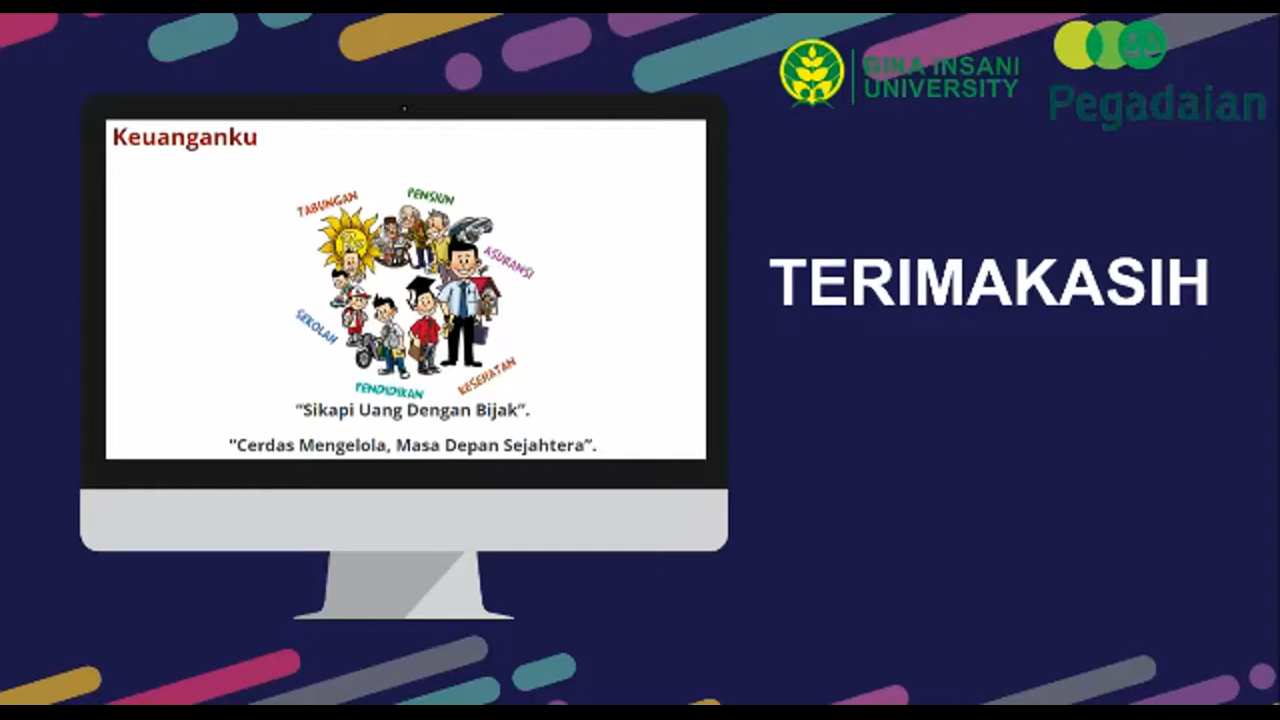 BINA INSANI
UNIVERSITY
Pegadaian
Keuanganku
TABUNGAN
PENSIUN
ASURANSI
SEKOLAH
PENDIDIKAN
KESEHATAN
“Sikapi Uang Dengan Bijak”.
“Cerdas Mengelola, Masa Depan Sejahtera”.
TERIMAKASIH